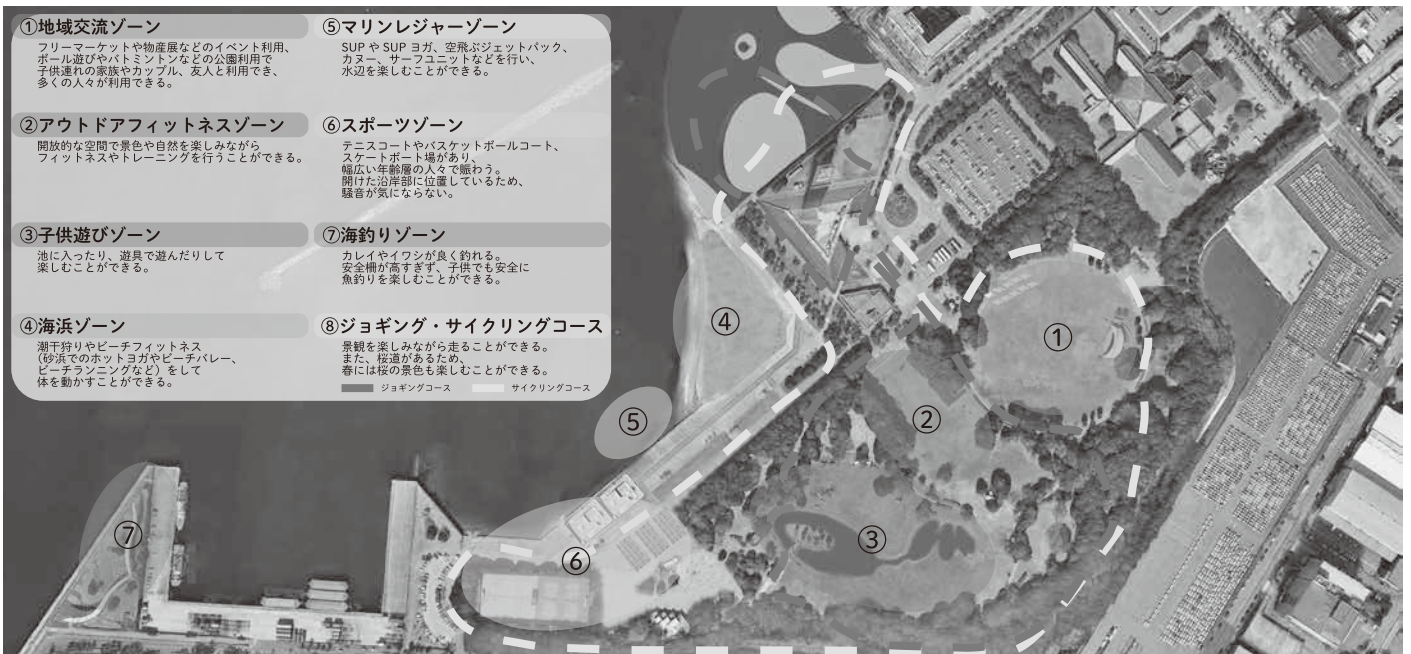 ①地域交流ゾーン
フリーマーケットや物産展などのイベント利用、
ボール遊びやバトミントンなどの公園利用で
子供連れの家族やカップル、友人と利用でき、
多くの人々が利用できる。
②アウトドアフィットネスゾーン
開放的な空間で景色や自然を楽しみながら
フィットネスやトレーニングを行うことができる。
③子供遊びゾーン
池に入ったり、遊具で遊んだりして
楽しむことができる。
④海浜ゾーン
潮干狩りやビーチフィットネス
（砂浜でのホットヨガやビーチバレー、
ビーチランニングなど）をして
体を動かすことができる。
⑤マリンレジャーゾーン
SUP や SUP ヨガ、空飛ぶジェットパック、
カヌー、サーフユニットなどを行い、
水辺を楽しむことができる。
⑥スポーツゾーン
テニスコートやバスケットボールコート、
スケートボート場があり、
幅広い年齢層の人々で賑わう。
開けた沿岸部に位置しているため、
騒音が気にならない。
⑦海釣りゾーン
カレイやイワシが良く釣れる。
安全柵が高すぎず、子供でも安全に
魚釣りを楽しむことができる。
⑧ジョギング・サイクリングコース
景観を楽しみながら走ることができる。
また、桜道があるため、
春には桜の景色も楽しむことができる。
ジョギングコース
サイクリングコース
①
②
③
④
⑤
⑥
⑦